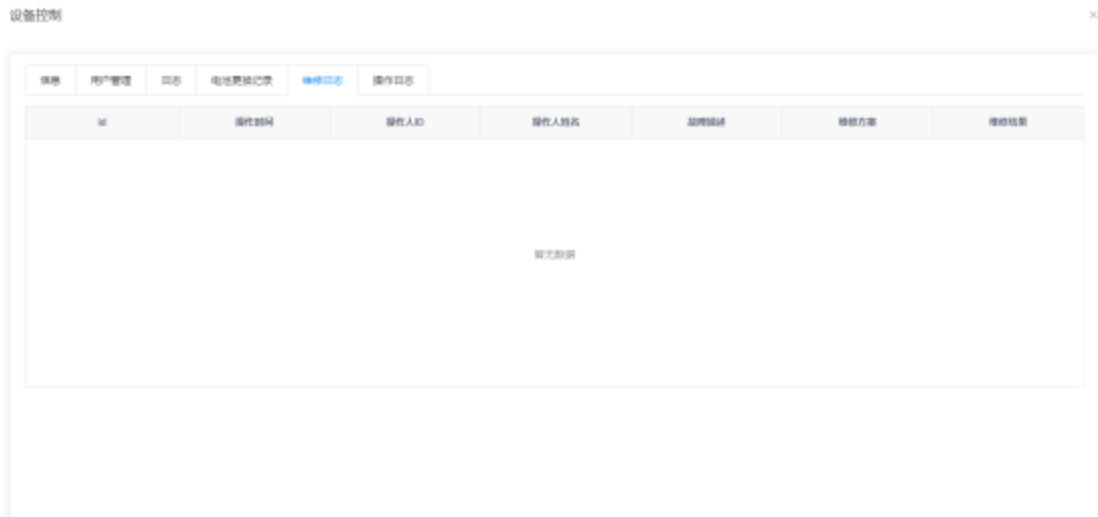 设备控制 ×
信息 用户管理 日志 电池更换记录 维修日志 操作日志
id 操作时间 操作人ID 操作人姓名 故障描述 维修方案 维修结果
暂无数据